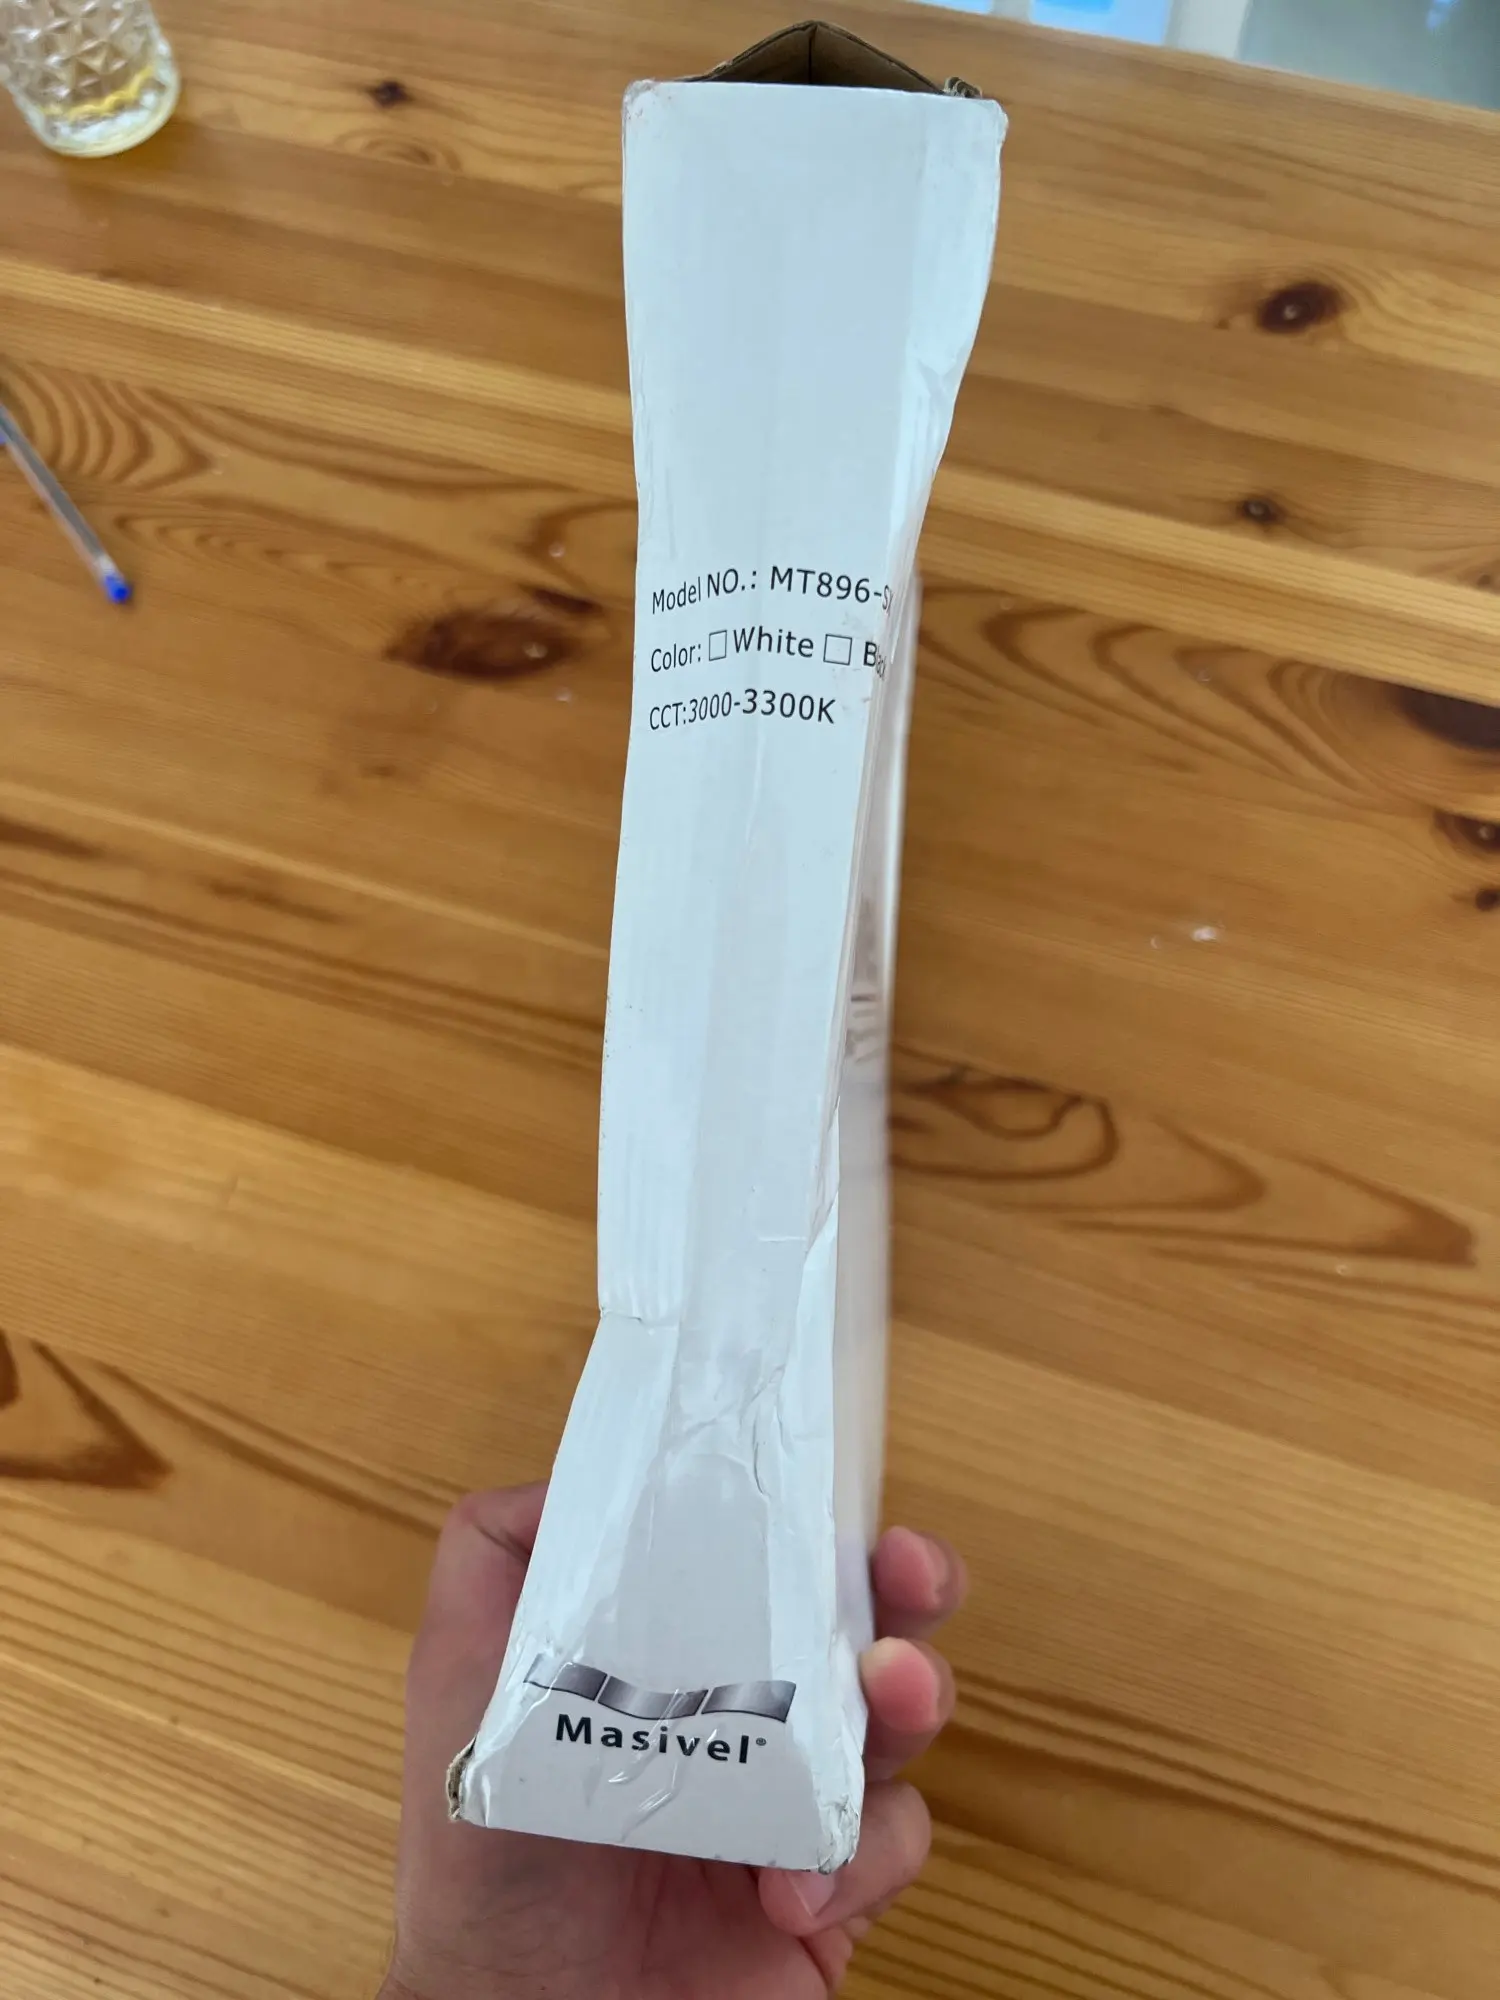 Model NO.: MT896-
Color: □White □
CCT:3000-3300K
Masivel®